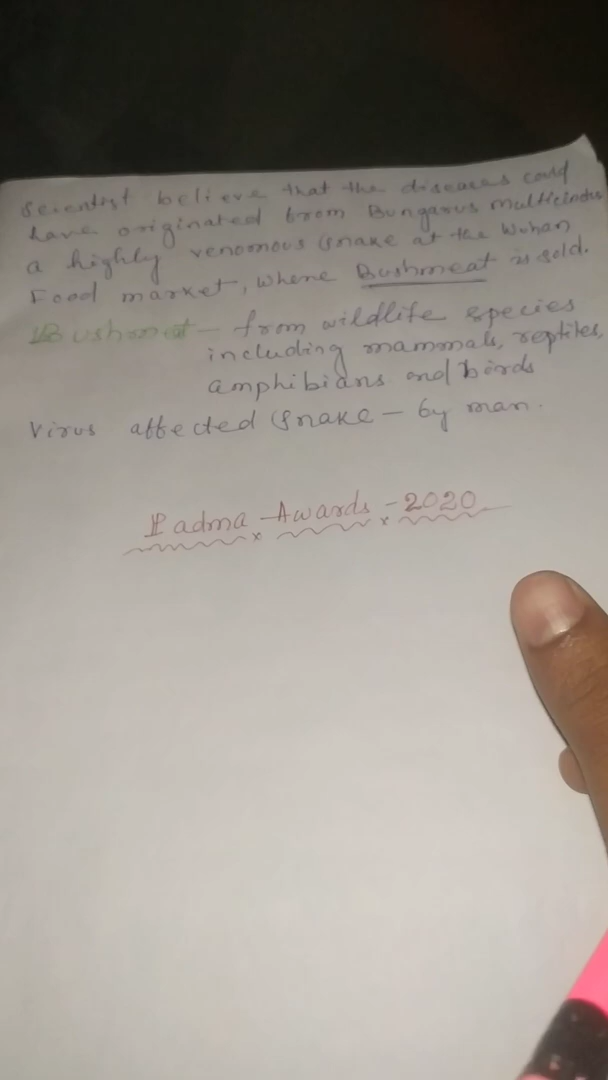 Scientist believe that the diseases could
have originated from Bungarus multicindus
a highly venomous snake at the Wuhan
Food market, where Bushmeat is sold.
Bushmeat - from wildlife species
including mammals, reptiles,
amphibians and birds
Virus affected snake - by man.
Padma Awards - 2020